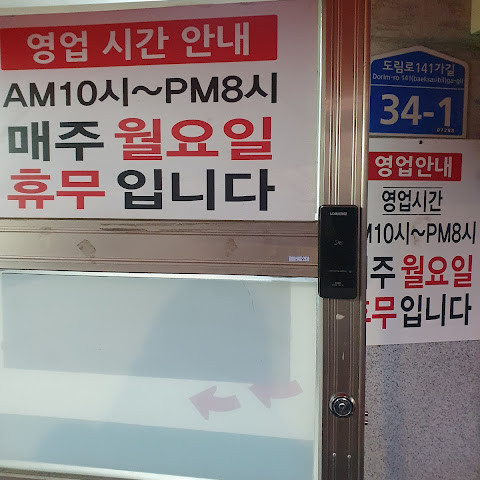 영업 시간 안내
AM10시~PM8시
매주 월요일
휴무 입니다
SAMSUNG
도림로141가길
34-1
영업안내
영업시간
M10시~PM8시
주 월요일
휴무 입니다